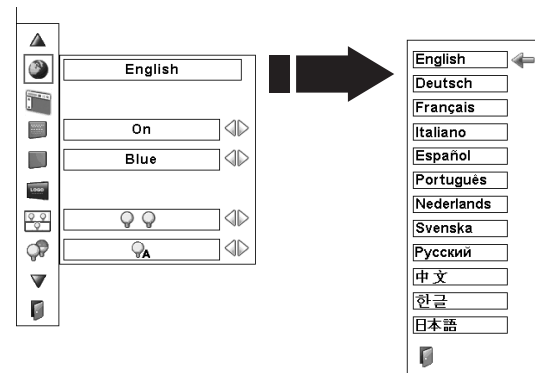 English
On
Blue
LOGO
A
English
Deutsch
Français
Italiano
Español
Português
Nederlands
Svenska
Русский
中文
한글
日本語